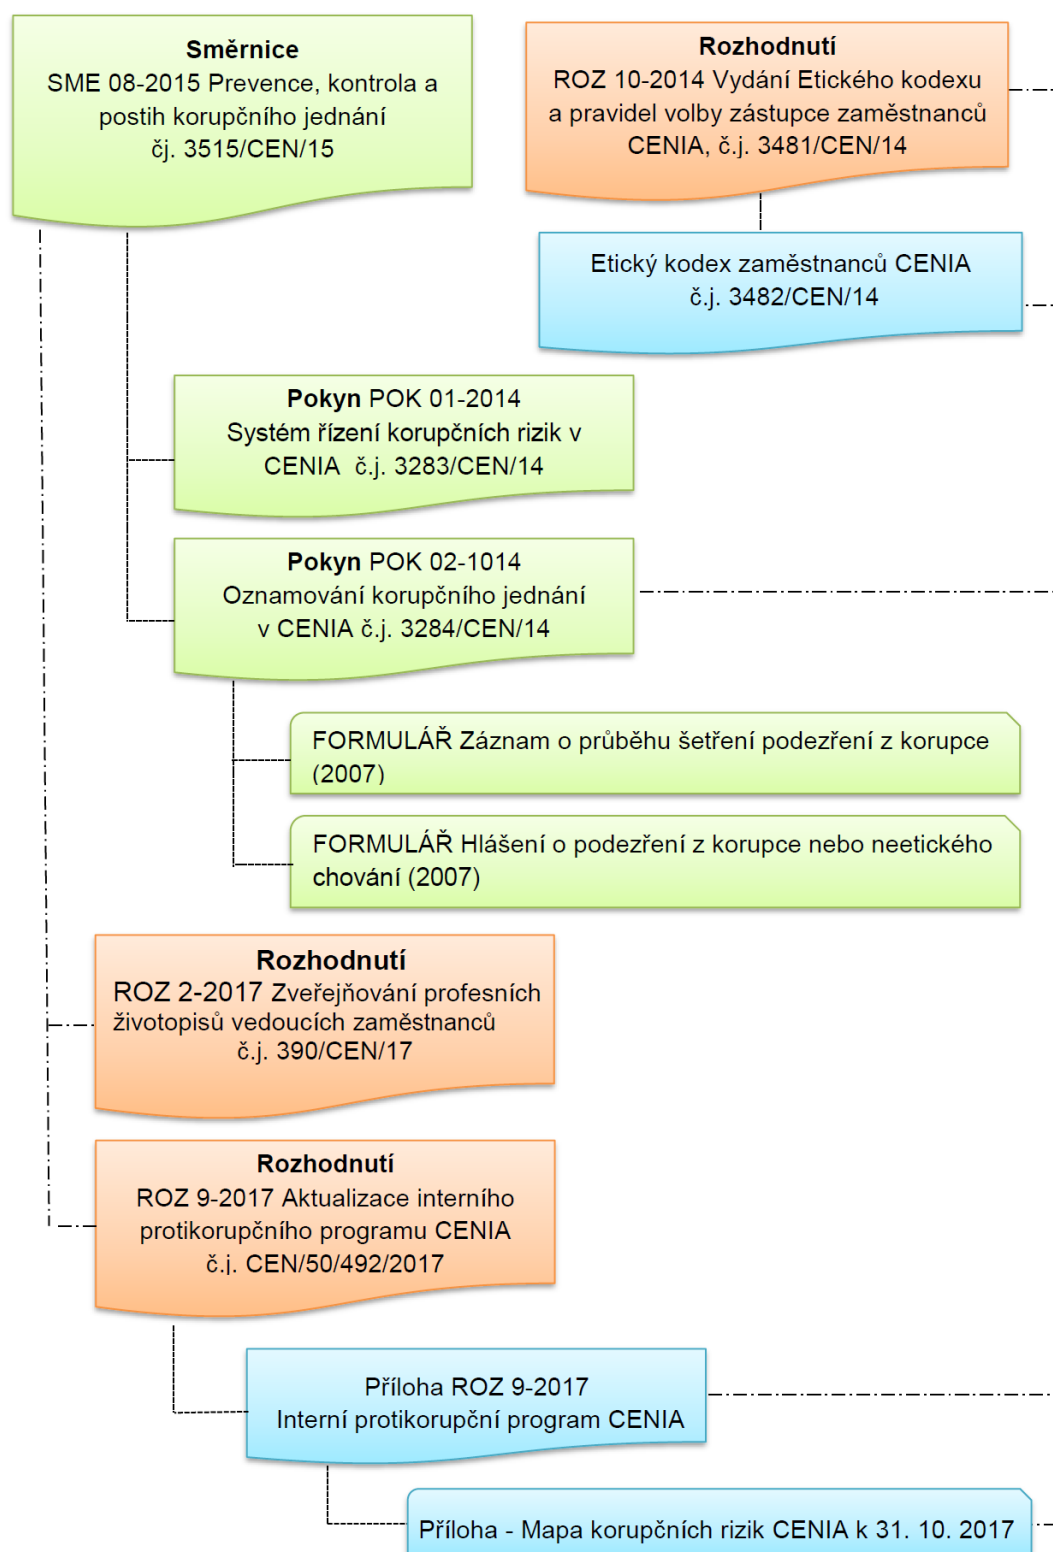 Směrnice
SME 08-2015 Prevence, kontrola a
postih korupčního jednání
čj. 3515/CEN/15
Rozhodnutí
ROZ 10-2014 Vydání Etického kodexu
a pravidel volby zástupce zaměstnanců
CENIA, č.j. 3481/CEN/14
Etický kodex zaměstnanců CENIA
č.j. 3482/CEN/14
Pokyn POK 01-2014
Systém řízení korupčních rizik v
CENIA č.j. 3283/CEN/14
Pokyn POK 02-1014
Oznamování korupčního jednání
v CENIA č.j. 3284/CEN/14
FORMULÁŘ Záznam o průběhu šetření podezření z korupce
(2007)
FORMULÁŘ Hlášení o podezření z korupce nebo neetického
chování (2007)
Rozhodnutí
ROZ 2-2017 Zveřejňování profesních
životopisů vedoucích zaměstnanců
č.j. 390/CEN/17
Rozhodnutí
ROZ 9-2017 Aktualizace interního
protikorupčního programu CENIA
č.j. CEN/50/492/2017
Příloha ROZ 9-2017
Interní protikorupční program CENIA
Příloha - Mapa korupčních rizik CENIA k 31. 10. 2017